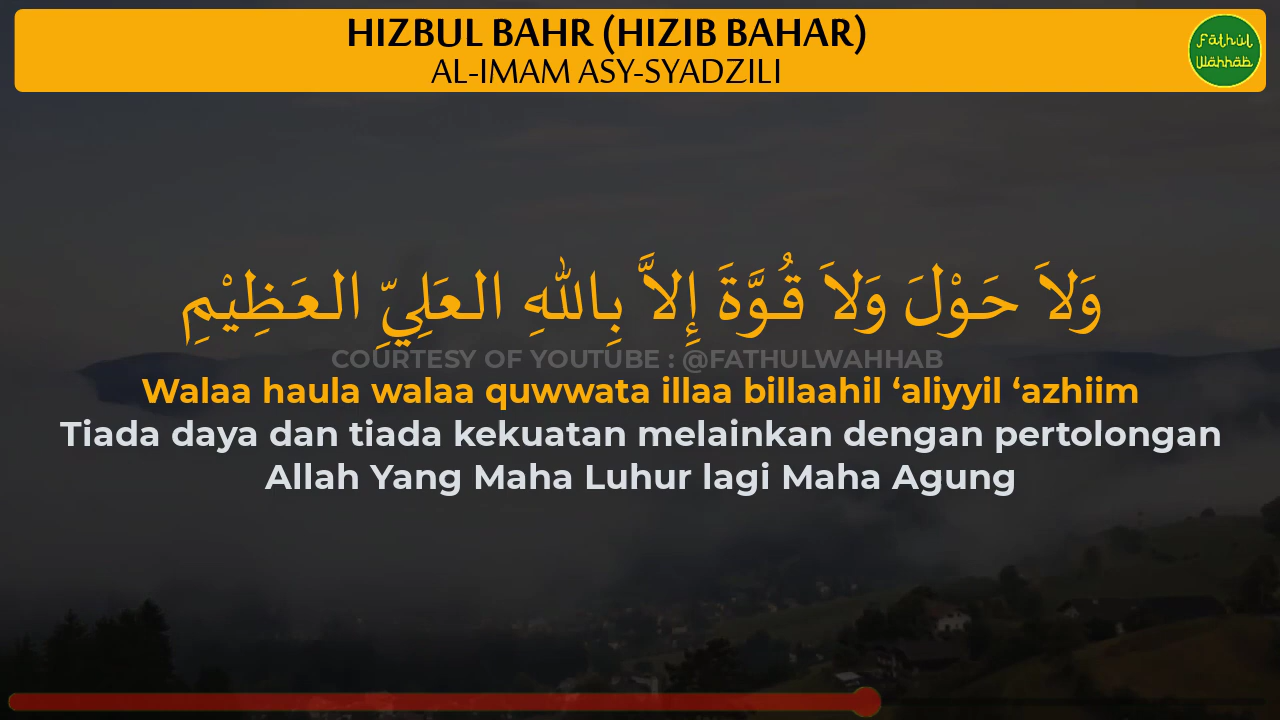 HIZBUL BAHR (HIZIB BAHAR)
AL-IMAM ASY-SYADZILI
Fāthul
Wāhhāb
وَلاَ حَوْلَ وَلاَ قُوَّةَ إِلاَّ بِاللهِ العَلِيِّ العَظِيْمِ
COURTESY OF YOUTUBE : @FATHULWAHHAB
Walaa haula walaa quwwata illaa billaahil ‘aliyyil ‘azhiim
Tiada daya dan tiada kekuatan melainkan dengan pertolongan
Allah Yang Maha Luhur lagi Maha Agung